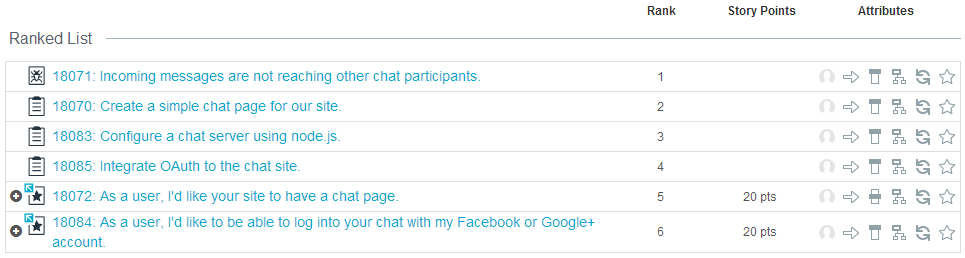 Rank Story Points Attributes
Ranked List
18071: Incoming messages are not reaching other chat participants. 1
18070: Create a simple chat page for our site. 2
18083: Configure a chat server using node.js. 3
18085: Integrate OAuth to the chat site. 4
18072: As a user, I'd like your site to have a chat page. 5 20 pts
18084: As a user, I'd like to be able to log into your chat with my Facebook or Google+
account. 6 20 pts